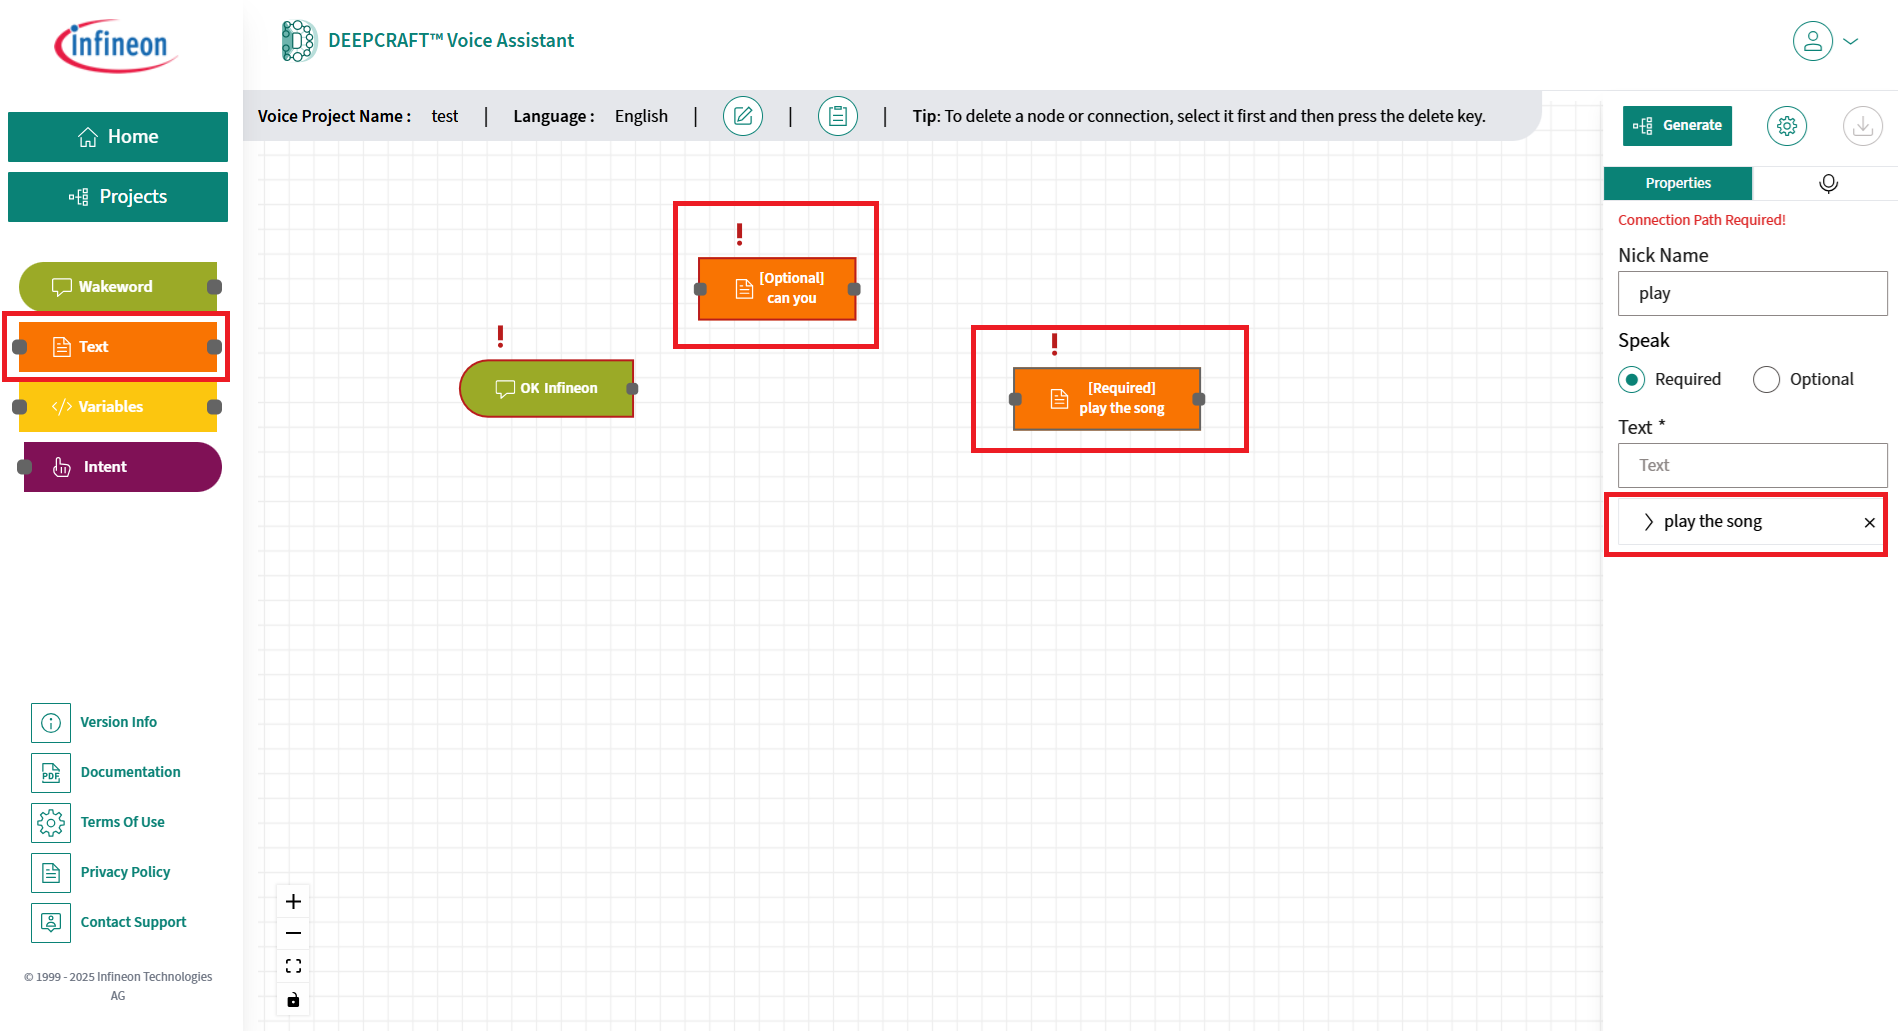 infineon
DEEPCRAFT™ Voice Assistant
Home
Projects
Voice Project Name : test | Language : English | | | Tip: To delete a node or connection, select it first and then press the delete key.
Generate
Wakeword
Text
Variables
Intent
!
[Optional]
can you
!
OK Infineon
!
[Required]
play the song
Properties
Connection Path Required!
Nick Name
play
Speak
Required
Optional
Text *
Text
play the song
Version Info
PDF
Documentation
Terms Of Use
Privacy Policy
Contact Support
© 1999 - 2025 Infineon Technologies
AG